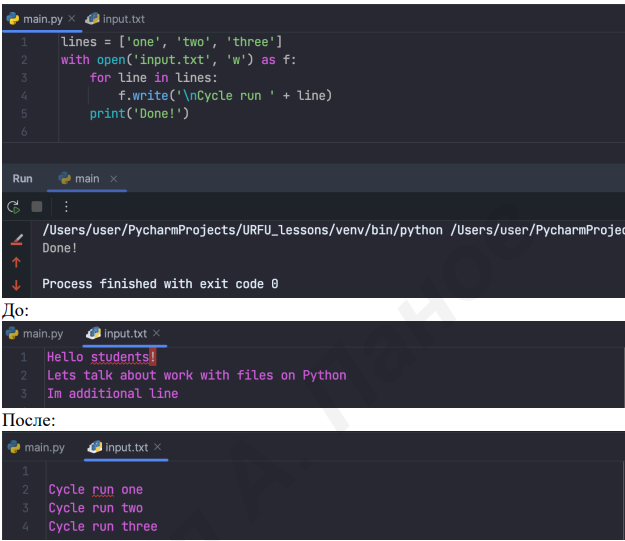 main.py × input.txt
1 lines = ['one', 'two', 'three']
2 with open('input.txt', 'w') as f:
3 for line in lines:
4 f.write('\nCycle run ' + line)
5 print('Done!')
6
Run main ×
/Users/user/PycharmProjects/URFU_lessons/venv/bin/python /Users/user/PycharmProjec
Done!
Process finished with exit code 0
До:
main.py input.txt ×
1 Hello students!
2 Lets talk about work with files on Python
3 Im additional line
После:
main.py input.txt ×
1
2 Cycle run one
3 Cycle run two
4 Cycle run three